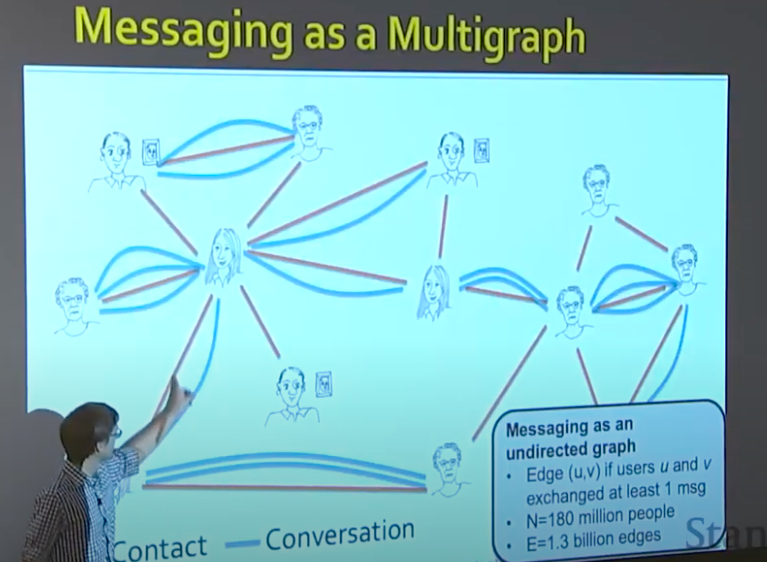 Messaging as a Multigraph
Messaging as an
undirected graph
• Edge (u,v) if users u and v
exchanged at least 1 msg
• N=180 million people
• E=1.3 billion edges
Contact Conversation